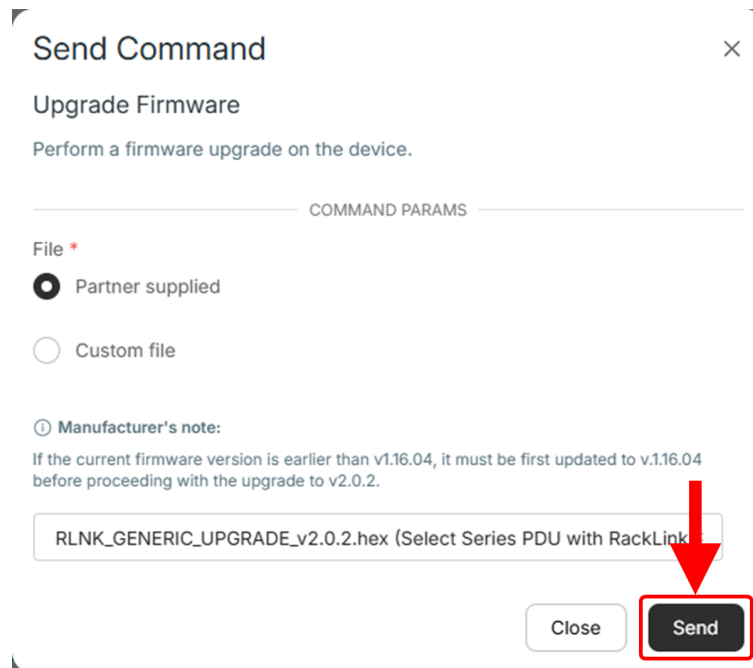 Send Command
Upgrade Firmware
Perform a firmware upgrade on the device.
COMMAND PARAMS
File *
Partner supplied
Custom file
Manufacturer's note:
If the current firmware version is earlier than v1.16.04, it must be first updated to v.1.16.04
before proceeding with the upgrade to v2.0.2.
RLNK_GENERIC_UPGRADE_v2.0.2.hex (Select Series PDU with RackLink
Close
Send